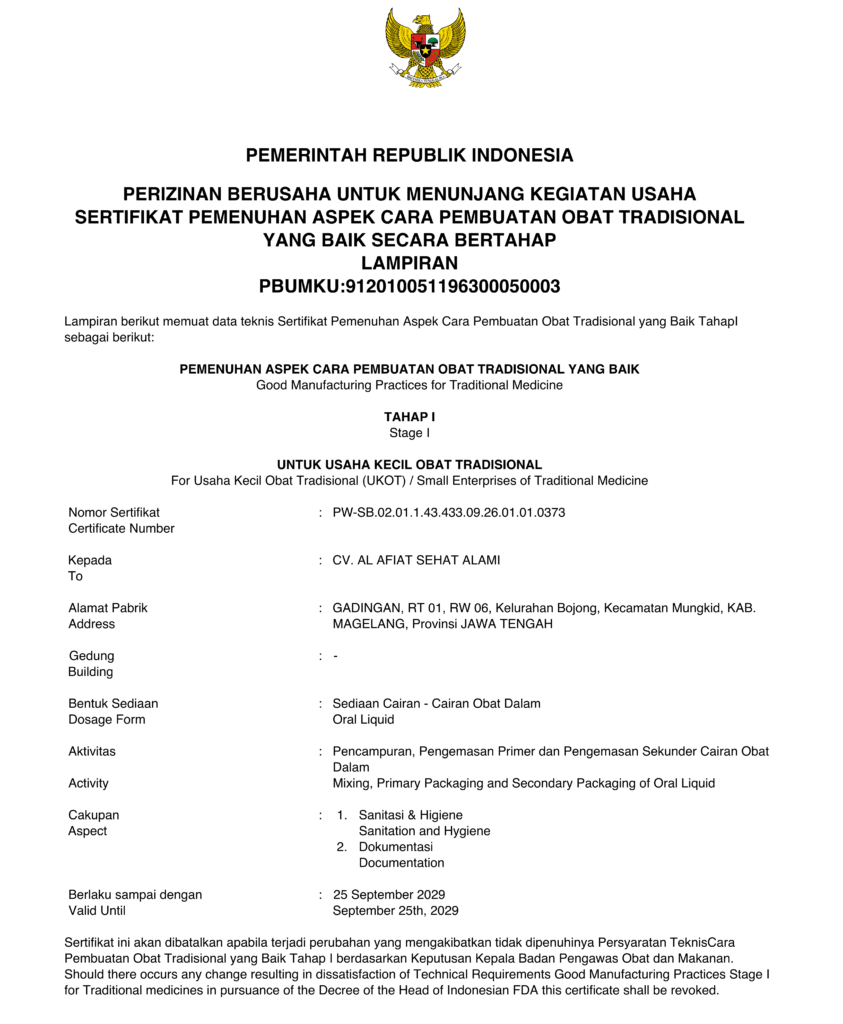 PEMERINTAH REPUBLIK INDONESIA
PERIZINAN BERUSAHA UNTUK MENUNJANG KEGIATAN USAHA
SERTIFIKAT PEMENUHAN ASPEK CARA PEMBUATAN OBAT TRADISIONAL
YANG BAIK SECARA BERTAHAP
LAMPIRAN
PBUMKU:912010051196300050003
Lampiran berikut memuat data teknis Sertifikat Pemenuhan Aspek Cara Pembuatan Obat Tradisional yang Baik TahapI
sebagai berikut:
PEMENUHAN ASPEK CARA PEMBUATAN OBAT TRADISIONAL YANG BAIK
Good Manufacturing Practices for Traditional Medicine
TAHAP I
Stage I
UNTUK USAHA KECIL OBAT TRADISIONAL
For Usaha Kecil Obat Tradisional (UKOT) / Small Enterprises of Traditional Medicine
Nomor Sertifikat : PW-SB.02.01.1.43.433.09.26.01.01.0373
Certificate Number
Kepada : CV. AL AFIAT SEHAT ALAMI
To
Alamat Pabrik : GADINGAN, RT 01, RW 06, Kelurahan Bojong, Kecamatan Mungkid, KAB.
Address MAGELANG, Provinsi JAWA TENGAH
Gedung : -
Building
Bentuk Sediaan : Sediaan Cairan - Cairan Obat Dalam
Dosage Form Oral Liquid
Aktivitas : Pencampuran, Pengemasan Primer dan Pengemasan Sekunder Cairan Obat
Dalam
Activity Mixing, Primary Packaging and Secondary Packaging of Oral Liquid
Cakupan : 1. Sanitasi & Higiene
Aspect Sanitation and Hygiene
2. Dokumentasi
Documentation
Berlaku sampai dengan : 25 September 2029
Valid Until September 25th, 2029
Sertifikat ini akan dibatalkan apabila terjadi perubahan yang mengakibatkan tidak dipenuhinya Persyaratan TeknisCara
Pembuatan Obat Tradisional yang Baik Tahap I berdasarkan Keputusan Kepala Badan Pengawas Obat dan Makanan.
Should there occurs any change resulting in dissatisfaction of Technical Requirements Good Manufacturing Practices Stage I
for Traditional medicines in pursuance of the Decree of the Head of Indonesian FDA this certificate shall be revoked.